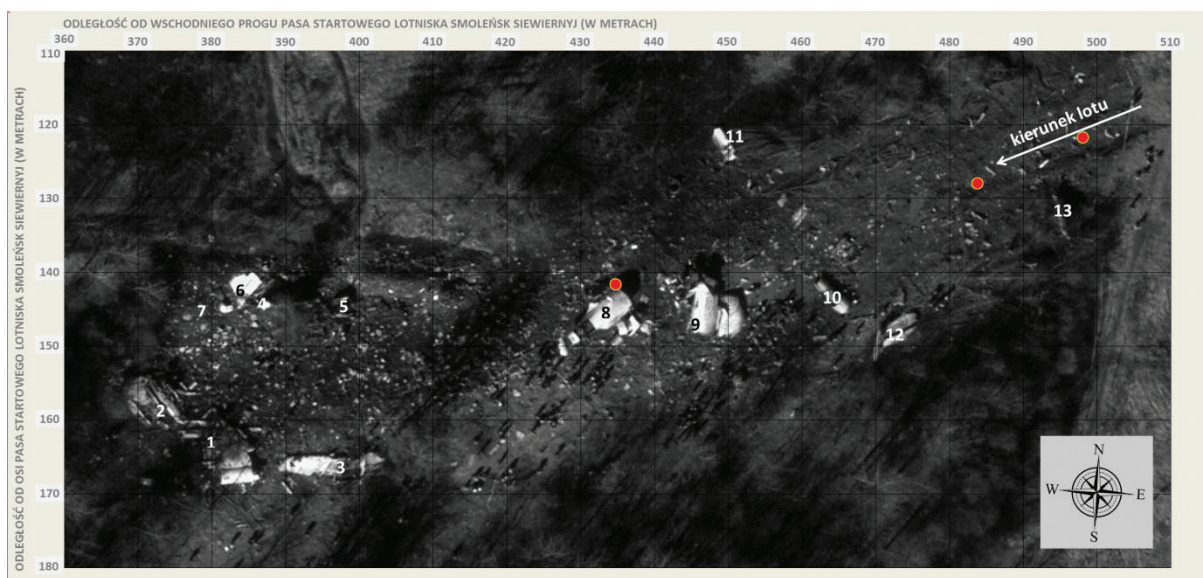 ODLEGŁOŚĆ OD WSCHODNIEGO PROGU PASA STARTOWEGO LOTNISKA SMOLEŃSK SIEWIERNYJ (W METRACH)
360 370 380 390 400 410 420 430 440 450 460 470 480 490 500 510
ODLEGŁOŚĆ OD OSI PASA STARTOWEGO LOTNISKA SMOLEŃSK SIEWIERNYJ (W METRACH)
110
120
130
140
150
160
170
180
kierunek lotu
11
13
6
7
4
5
8
9
10
12
2
1
3
N
W
E
S